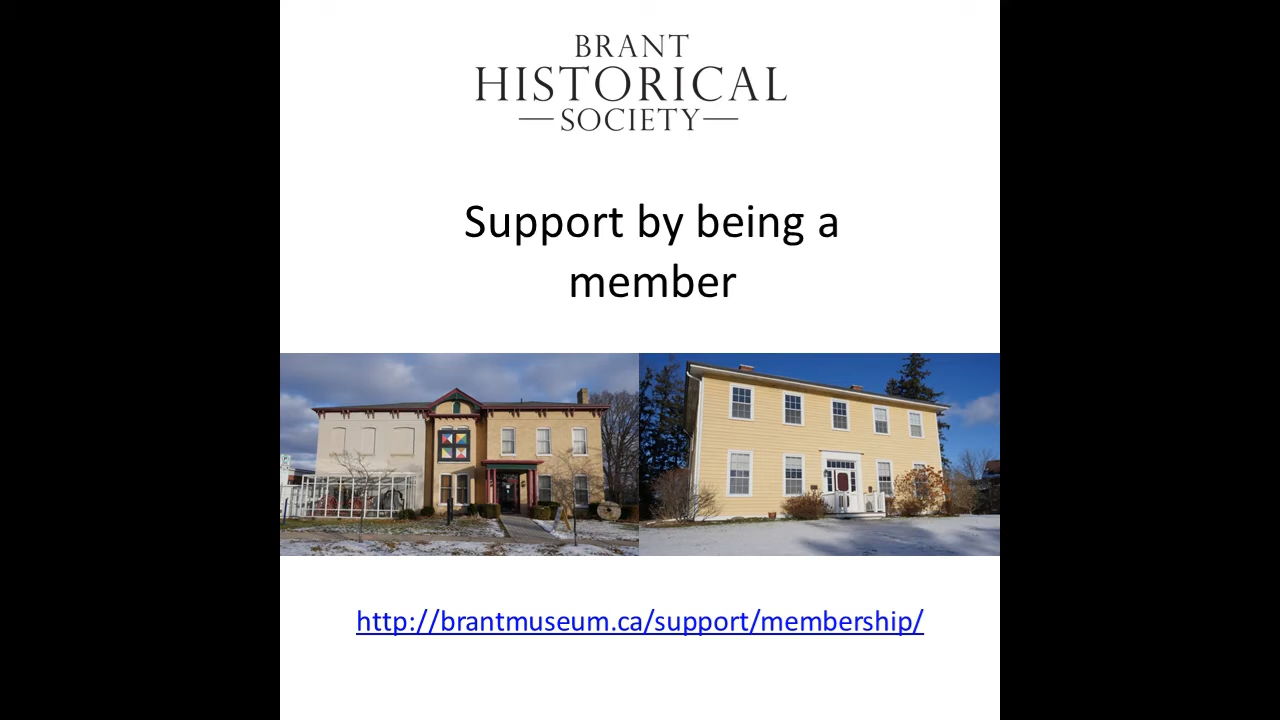 BRANT
HISTORICAL
SOCIETY
Support by being a
member
http://brantmuseum.ca/support/membership/